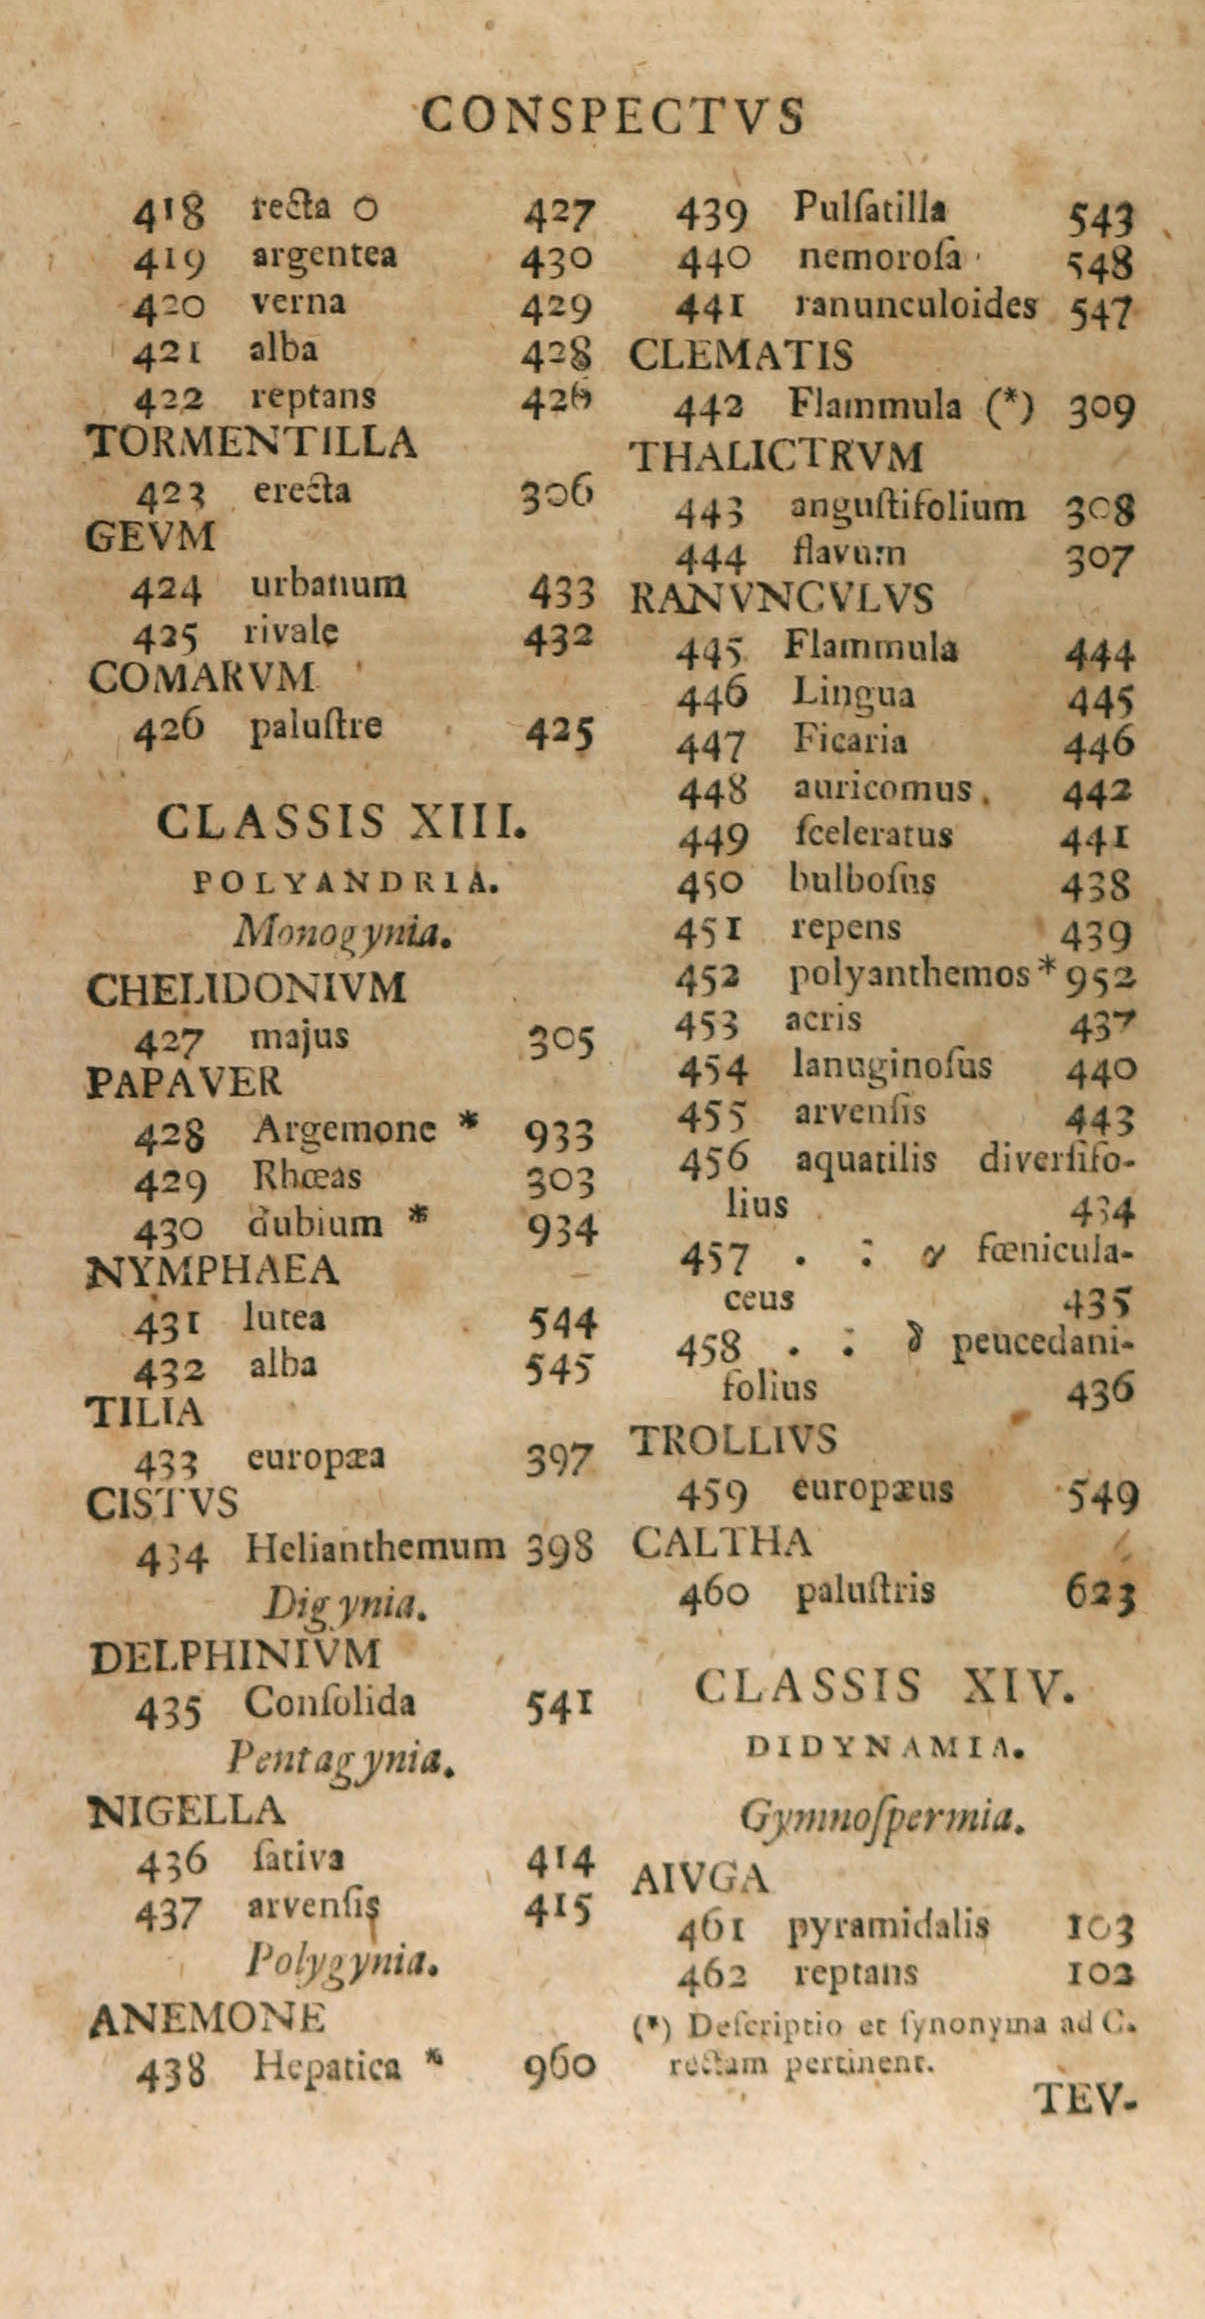 CONSPECTVS
418 recta O 427
419 argentea 430
420 verna 429
421 alba 428
422 reptans 426
TORMENTILLA
423 erecta 306
GEVM
424 urbanum 433
425 rivale 432
COMARVM
426 paluſtre 425
CLASSIS XIII.
POLYANDRIA.
Monogynia.
CHELIDONIVM
427 majus 305
PAPAVER
428 Argemone * 933
429 Rhœas 303
430 dubium * 934
NYMPHAEA
431 lutea 544
432 alba 545
TILIA
433 europæa 397
CISTVS
434 Helianthemum 398
Digynia.
DELPHINIVM
435 Conſolida 541
Pentagynia.
NIGELLA
436 ſativa 414
437 arvenſis 415
Polygynia.
ANEMONE
438 Hepatica * 960
439 Pulſatilla 543
440 nemoroſa 548
441 ranunculoides 547
CLEMATIS
442 Flammula (*) 309
THALICTRVM
443 anguſtifolium 308
444 flavum 307
RANVNCVLVS
445 Flammula 444
446 Lingua 445
447 Ficaria 446
448 auricomus. 442
449 ſceleratus 441
450 bulboſus 438
451 repens 439
452 polyanthemos * 952
453 acris 437
454 lanuginoſus 440
455 arvenſis 443
456 aquatilis diverſifo-
lius 434
457 . : γ fœnicula-
ceus 435
458 . : δ peucedani-
folius 436
TROLLIVS
459 europæus 549
CALTHA
460 paluſtris 623
CLASSIS XIV.
DIDYNAMIA.
Gymnoſpermia.
AIVGA
461 pyramidalis 103
462 reptans 102
(*) Deſcriptio et ſynonyma ad C.
rectam pertinent.
TEV-